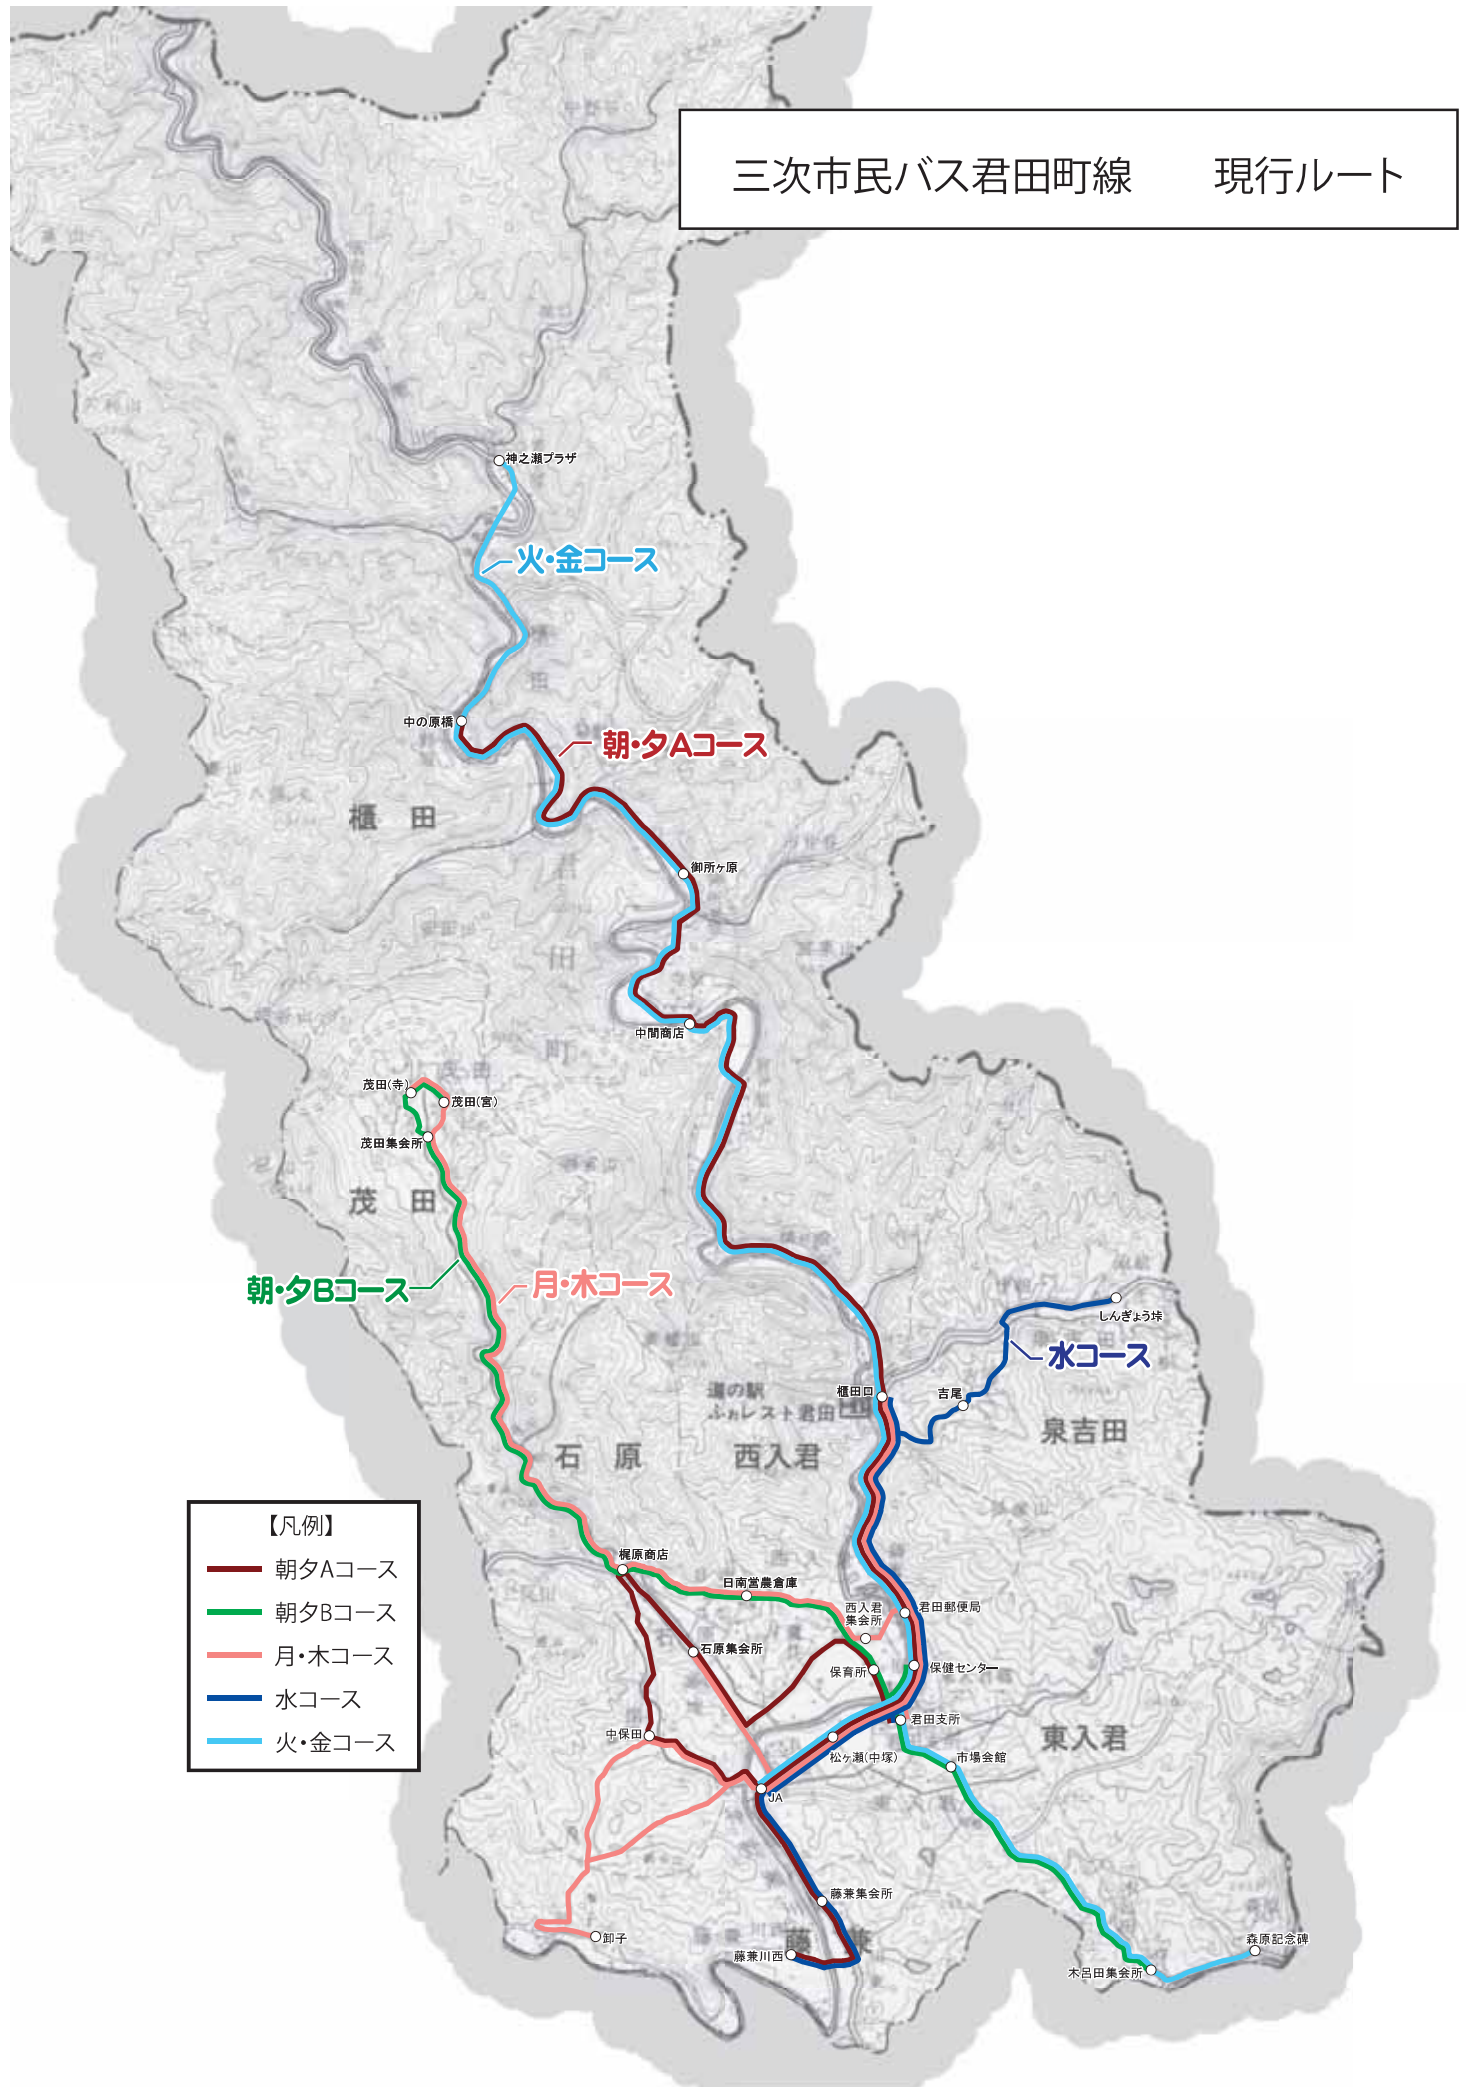 三次市民バス君田町線　　現行ルート
神之瀬プラザ
火・金コース
中の原橋
朝・夕Aコース
櫃 田
御所ヶ原
君
田
町
中間商店
茂田(寺)
茂田(宮)
茂田集会所
茂 田
朝・夕Bコース
月・木コース
しんぎょう垰
水コース
道の駅
ふぉレスト君田
櫃田口
吉尾
泉吉田
石 原
西入君
【凡例】
朝夕Aコース
朝夕Bコース
月・木コース
水コース
火・金コース
梶原商店
日南営農倉庫
西入君
集会所
君田郵便局
石原集会所
保育所
保健センター
中保田
君田支所
松ヶ瀬(中塚)
市場会館
東入君
JA
藤兼集会所
卸子
藤 兼
藤兼川西
森原記念碑
木呂田集会所